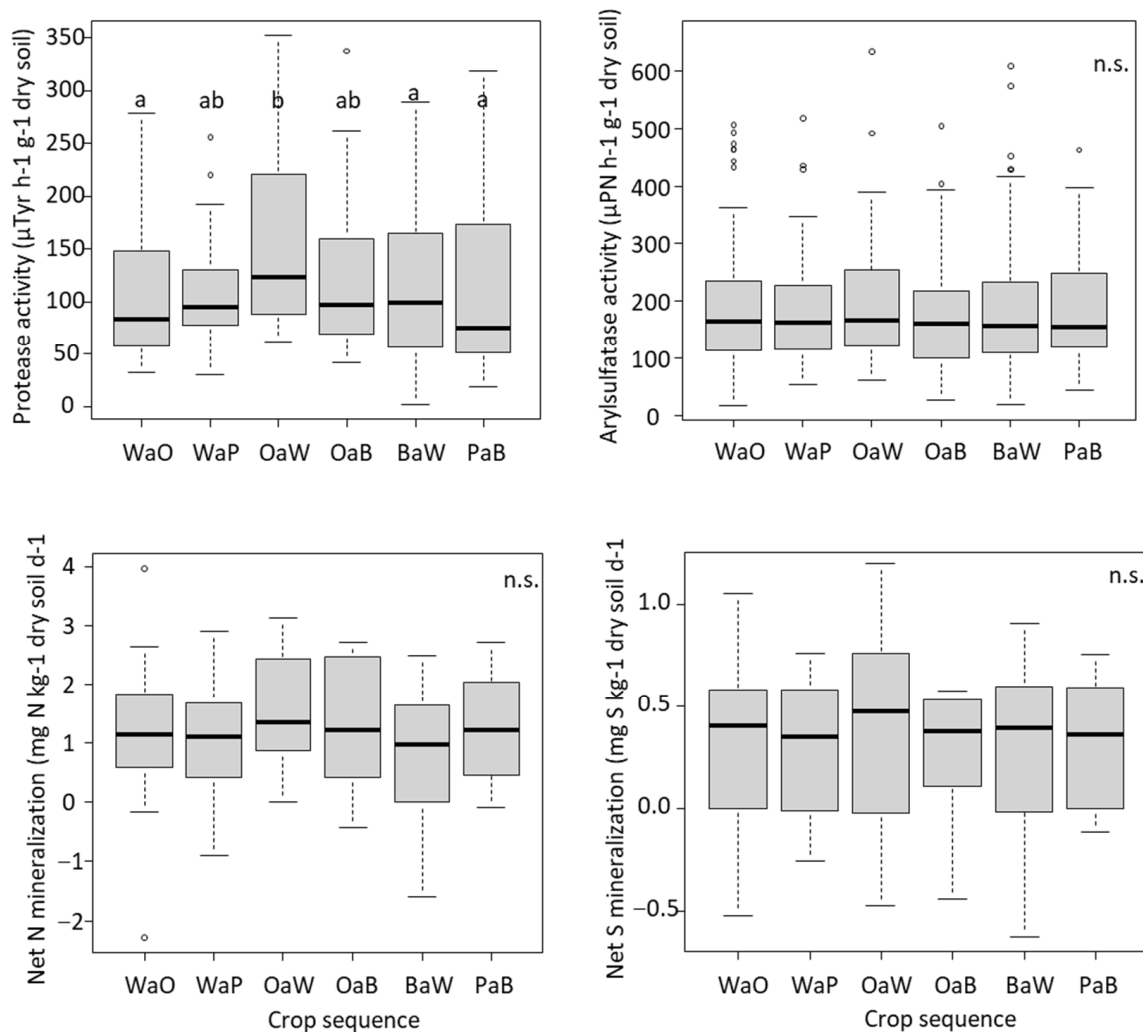 Protease activity (µTyr h-1 g-1 dry soil)
350
300
250
200
150
100
50
0
a ab b ab a a
WaO WaP OaW OaB BaW PaB
Arylsulfatase (µPN h-1 g-1 dry soil)
600
500
400
300
200
100
0
n.s.
WaO WaP OaW OaB BaW PaB
Net N mineralization (mg N kg-1 dry soil d-1
4
3
2
1
0
−1
−2
n.s.
WaO WaP OaW OaB BaW PaB
Crop sequence
Net S mineralization (mg S kg-1 dry soil d-1
1.0
0.5
0.0
−0.5
n.s.
WaO WaP OaW OaB BaW PaB
Crop sequence